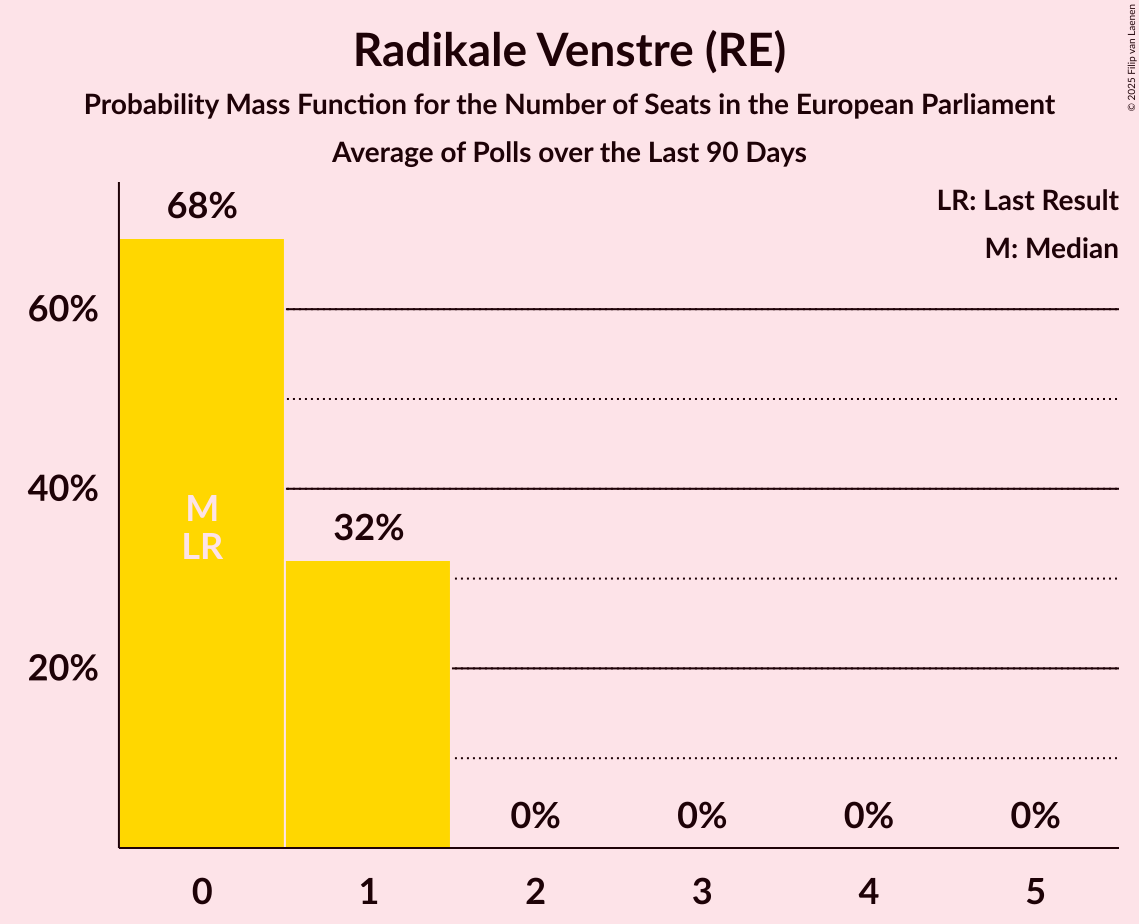 Radikale Venstre (RE)
Probability Mass Function for the Number of Seats in the European Parliament
Average of Polls over the Last 90 Days
© 2025 Filip van Laenen
LR: Last Result
M: Median
68%
60%
40%
M
LR
32%
20%
0%
0%
0%
0%
0
1
2
3
4
5